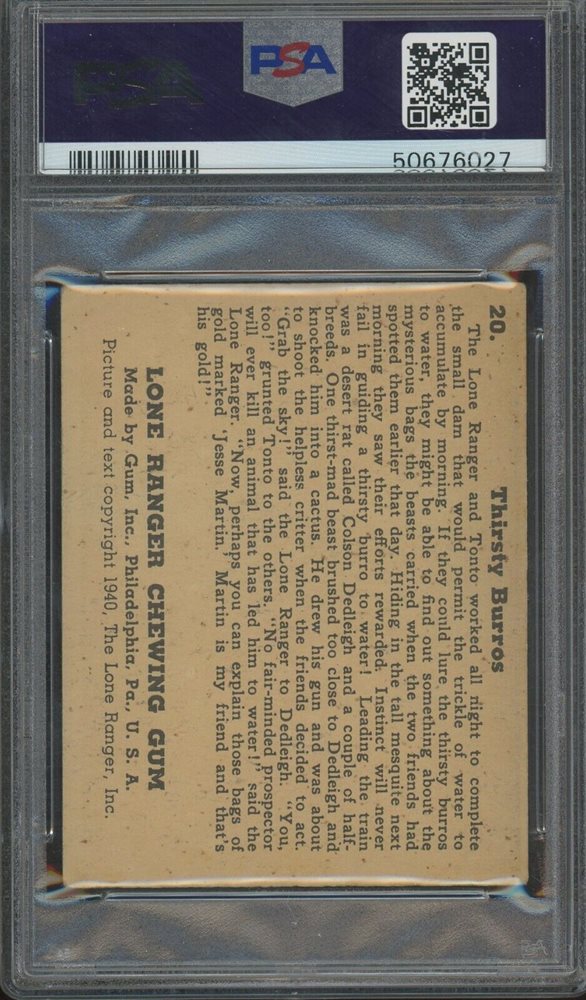 PSA
PSA
50676027
20. Thirsty Burros
The Lone Ranger and Tonto worked all night to complete
the small dam that would permit the trickle of water to
accumulate by morning. If they could lure the thirsty burros
to water, they might be able to find out something about the
mysterious bags the beasts carried when the two friends had
spotted them earlier that day. Hiding in the tall mesquite next
morning they saw their efforts rewarded. Instinct will never
fail in guiding a thirsty burro to water! Leading the train
was a desert rat called Colson Dedleigh and a couple of half-
breeds. One thirst-mad beast brushed too close to Dedleigh and
knocked him into a cactus. He drew his gun and was about
to shoot the helpless critter when the friends decided to act.
"Grab the sky!" said the Lone Ranger to Dedleigh. "You,
too!" grunted Tonto to the others. "No fair-minded prospector
will ever kill an animal that has led him to water!" said the
Lone Ranger. "Now, perhaps you can explain those bags of
gold marked 'Jesse Martin.' Martin is my friend and that's
his gold!"
LONE RANGER CHEWING GUM
Made by Gum, Inc., Philadelphia, Pa., U. S. A.
Picture and text copyright 1940, The Lone Ranger, Inc.
PSA